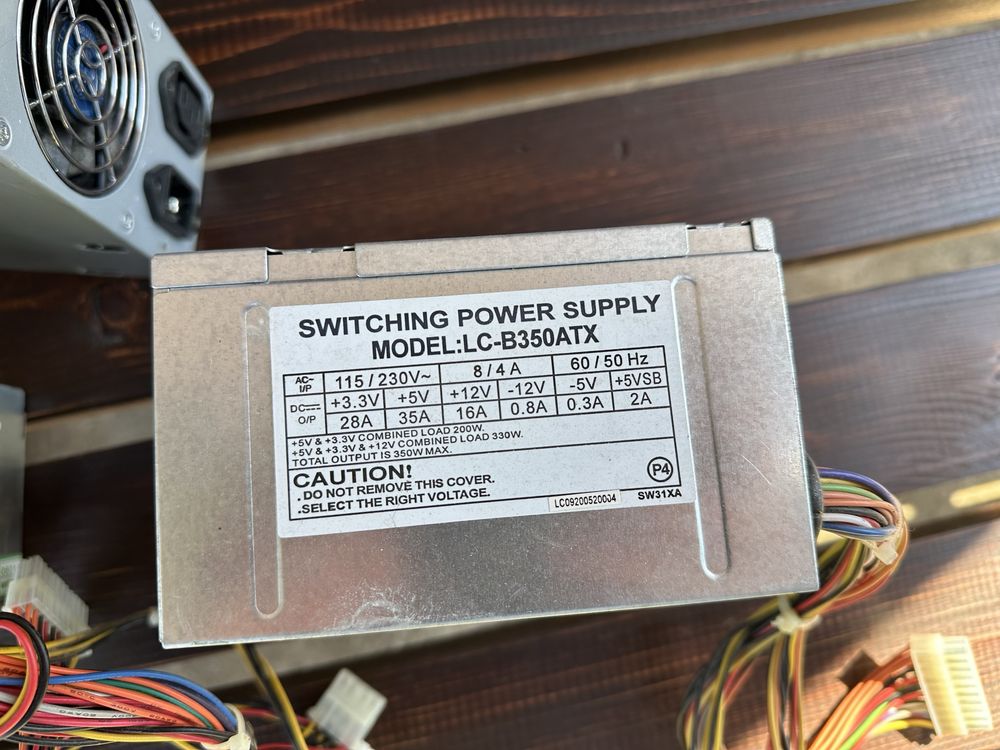 SWITCHING POWER SUPPLY
MODEL:LC-B350ATX
AC~ I/P 115 / 230V~ 8 / 4 A 60 / 50 Hz
DC O/P +3.3V +5V +12V -12V -5V +5VSB
28A 35A 16A 0.8A 0.3A 2A
+5V & +3.3V COMBINED LOAD 200W.
+5V & +3.3V & +12V COMBINED LOAD 330W.
TOTAL OUTPUT IS 350W MAX.
CAUTION!
.DO NOT REMOVE THIS COVER.
.SELECT THE RIGHT VOLTAGE.
P4
LC09200520004
SW31XA